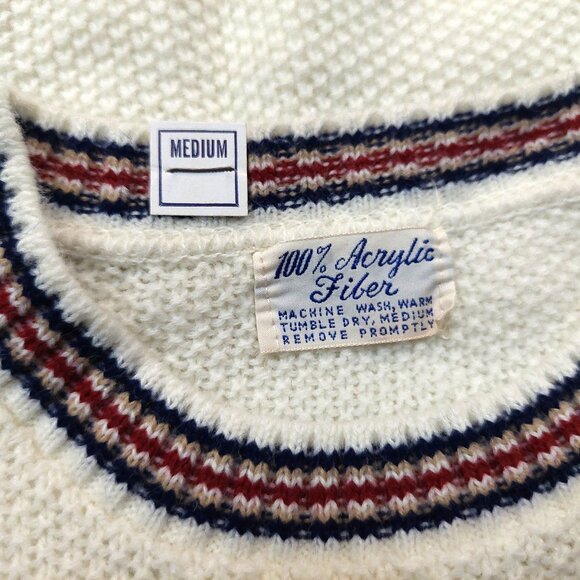 MEDIUM
100% Acrylic
Fiber
MACHINE WASH, WARM
TUMBLE DRY, MEDIUM
REMOVE PROMPTLY